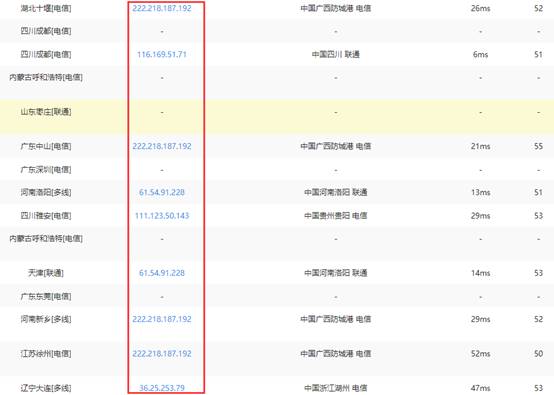 湖北十堰[电信] 222.218.187.192 中国广西防城港 电信 26ms 52
四川成都[电信] - - - -
四川成都[电信] 116.169.51.71 中国四川 联通 6ms 51
内蒙古呼和浩特[电信] - - - -
山东枣庄[联通] - - - -
广东中山[电信] 222.218.187.192 中国广西防城港 电信 21ms 55
广东深圳[电信] - - - -
河南洛阳[多线] 61.54.91.228 中国河南洛阳 联通 13ms 51
四川雅安[电信] 111.123.50.143 中国贵州贵阳 电信 29ms 53
内蒙古呼和浩特[电信] - - - -
天津[联通] 61.54.91.228 中国河南洛阳 联通 14ms 53
广东东莞[电信] - - - -
河南新乡[多线] 222.218.187.192 中国广西防城港 电信 29ms 52
江苏徐州[电信] 222.218.187.192 中国广西防城港 电信 52ms 50
辽宁大连[多线] 36.25.253.79 中国浙江湖州 电信 47ms 53